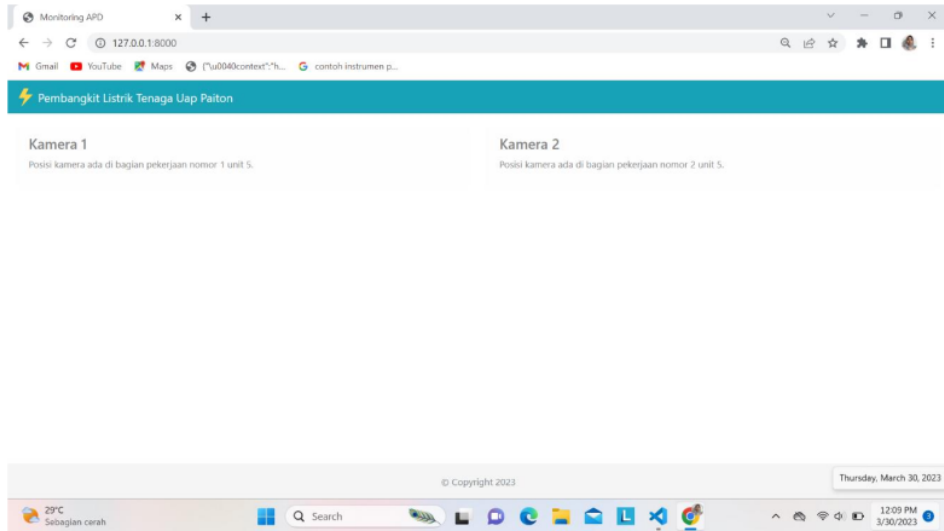 Monitoring APD
127.0.0.1:8000
Gmail
YouTube
Maps
{"\u0040context":"h...
contoh instrumen p...
Pembangkit Listrik Tenaga Uap Paiton
Kamera 1
Posisi kamera ada di bagian pekerjaan nomor 1 unit 5.
Kamera 2
Posisi kamera ada di bagian pekerjaan nomor 2 unit 5.
© Copyright 2023
Thursday, March 30, 2023
29°C
Sebagian cerah
Search
12:09 PM
3/30/2023
3